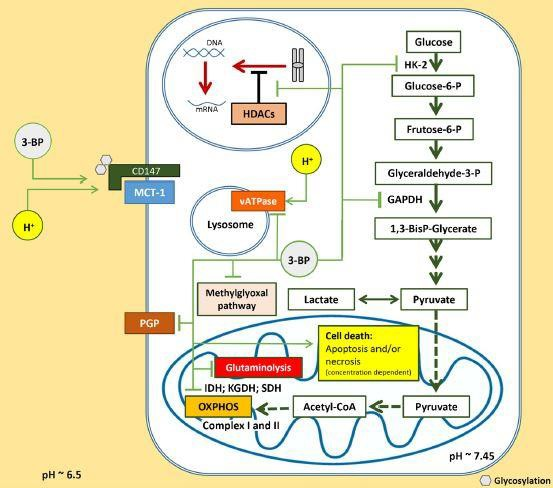 DNA
mRNA
HDACs
Glucose
HK-2
Glucose-6-P
Frutose-6-P
Glyceraldehyde-3-P
GAPDH
1,3-BisP-Glycerate
3-BP
H+
CD147
MCT-1
H+
vATPase
Lysosome
3-BP
Methylglyoxal
pathway
Lactate
Pyruvate
PGP
Cell death:
Apoptosis and/or
necrosis
(concentration dependent)
Glutaminolysis
IDH; KGDH; SDH
OXPHOS
Acetyl-CoA
Pyruvate
Complex I and II
pH ~ 7.45
pH ~ 6.5
Glycosylation